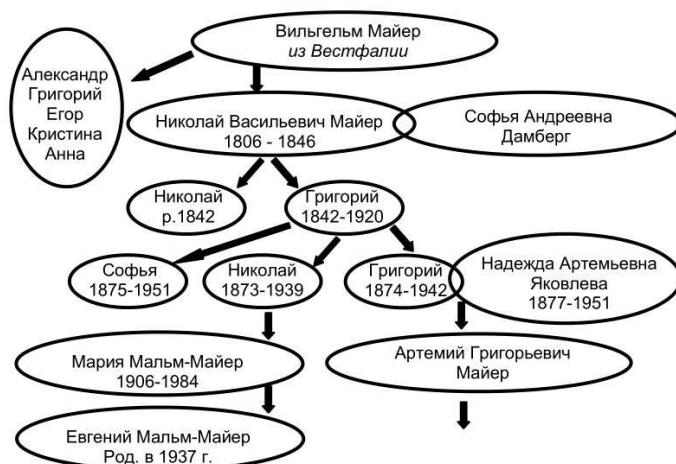 Вильгельм Майер
из Вестфалии
Александр
Григорий
Егор
Кристина
Анна
Николай Васильевич Майер
1806 - 1846
Софья Андреевна
Дамберг
Николай
р.1842
Григорий
1842-1920
Софья
1875-1951
Николай
1873-1939
Григорий
1874-1942
Надежда Артемьевна
Яковлева
1877-1951
Мария Мальм-Майер
1906-1984
Артемий Григорьевич
Майер
Евгений Мальм-Майер
Род. в 1937 г.